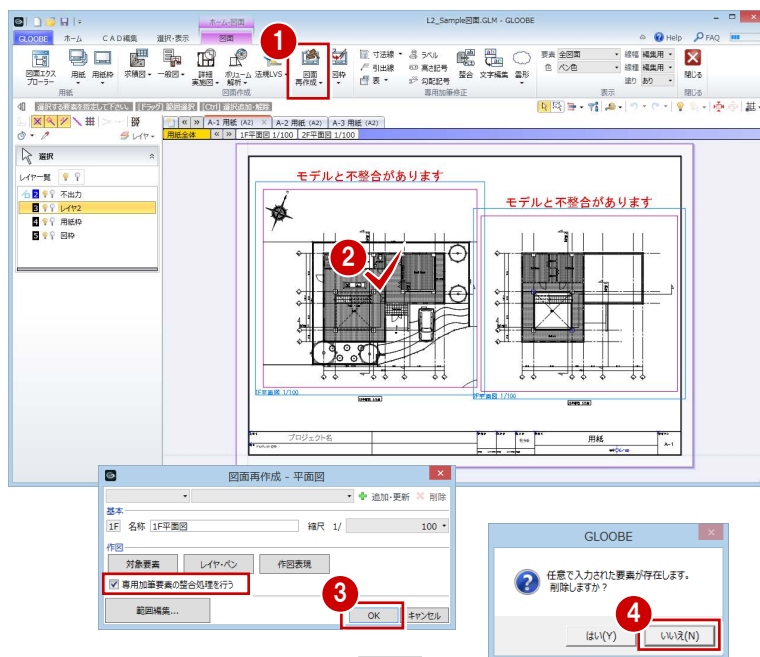 ホーム-図面
L2_Sample図面.GLM - GLOOBE
GLOOBE ホーム CAD編集 選択・表示 図面 Help FAQ
1
図面エクスプローラー 用紙 用紙枠 求積図 一般図 詳細実施図 ボリューム解析 法規LVS 図面再作成 図枠
寸法線 ラベル
引出線 高さ記号
表 勾配記号
整合 文字編集 雲形
要素 全図面 線幅 編集用
色 ペン色 線種 編集用
塗り あり
閉じる
用紙 図面作成 専用加筆修正 表示 閉じる
選択する要素を指定して下さい。 [ドラッグ] 範囲選択 [Ctrl] 選択追加・解除
A-1 用紙 (A2) A-2 用紙 (A2) A-3 用紙 (A2)
レイヤ 用紙全体 1F平面図 1/100 2F平面図 1/100
選択
レイヤ一覧
2 不出力
3 レイヤ2
4 用紙枠
5 図枠
モデルと不整合があります
モデルと不整合があります
2
1F平面図 1/100
2F平面図 1/100
プロジェクト名
用紙
A-1
図面再作成 - 平面図
追加・更新 削除
基本
1F 名称 1F平面図 縮尺 1/ 100
作図
対象要素 レイヤ・ペン 作図表現
専用加筆要素の整合処理を行う
3
範囲編集... OK キャンセル
GLOOBE
任意で入力された要素が存在します。
削除しますか？
4
はい(Y) いいえ(N)